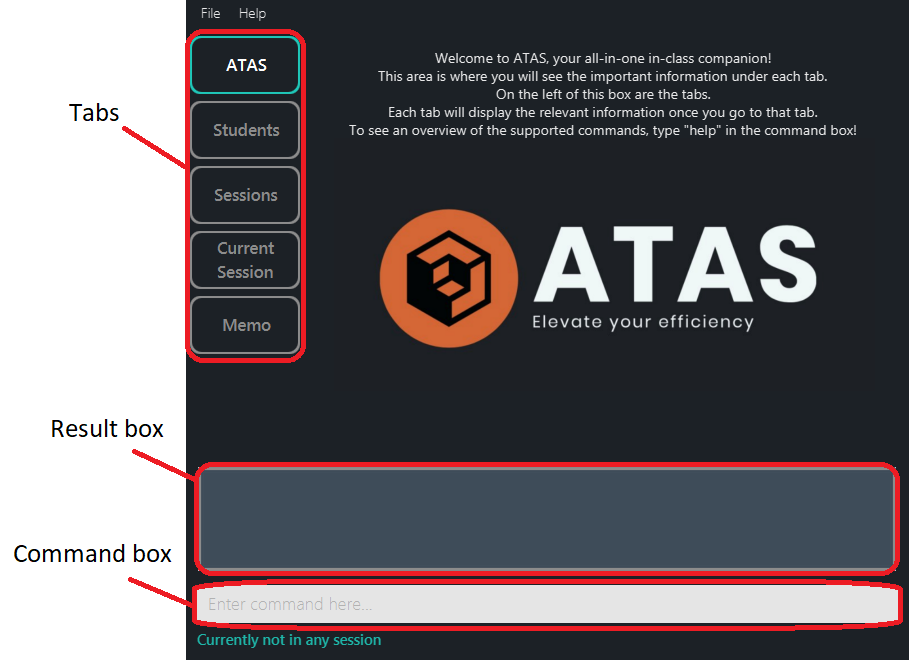 File Help
Tabs
ATAS
Students
Sessions
Current
Session
Memo
Welcome to ATAS, your all-in-one in-class companion!
This area is where you will see the important information under each tab.
On the left of this box are the tabs.
Each tab will display the relevant information once you go to that tab.
To see an overview of the supported commands, type "help" in the command box!
ATAS
Elevate your efficiency
Result box
Command box
Enter command here...
Currently not in any session